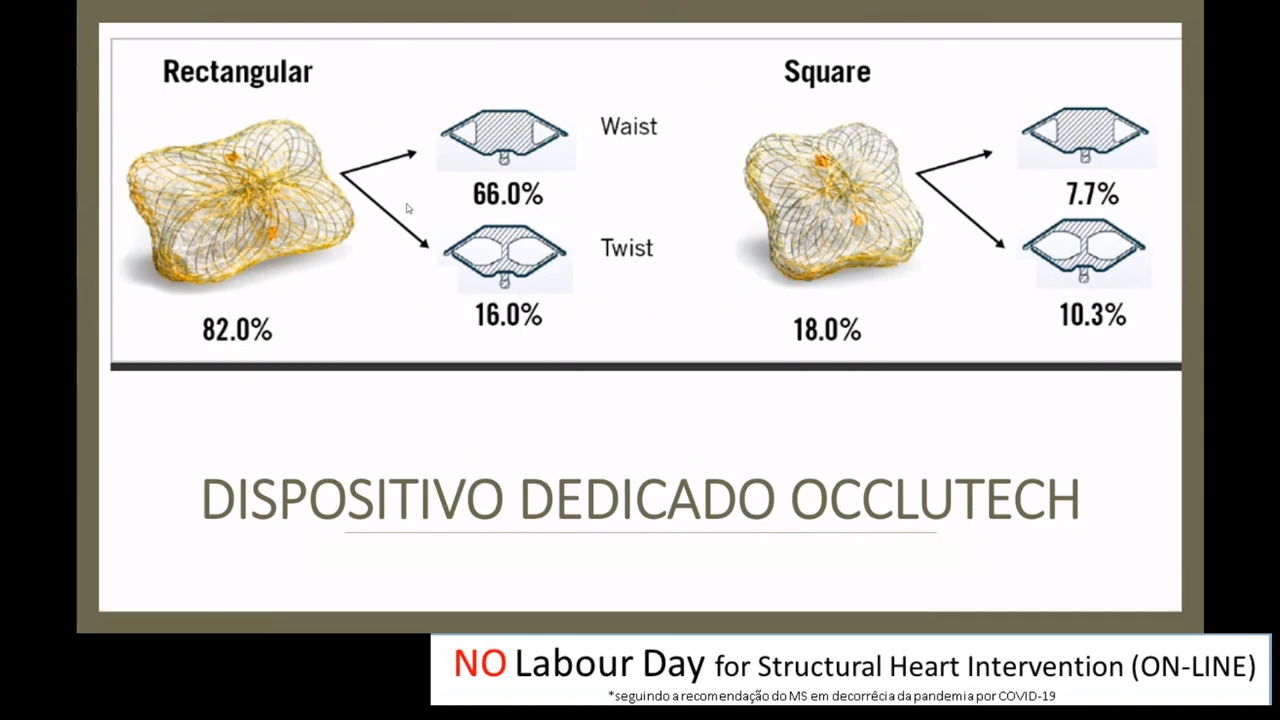 Rectangular
Square
Waist
66.0%
7.7%
Twist
16.0%
10.3%
82.0%
18.0%
DISPOSITIVO DEDICADO OCCLUTECH
NO Labour Day for Structural Heart Intervention (ON-LINE)
*seguindo a recomendação do MS em decorrêcia da pandemia por COVID-19